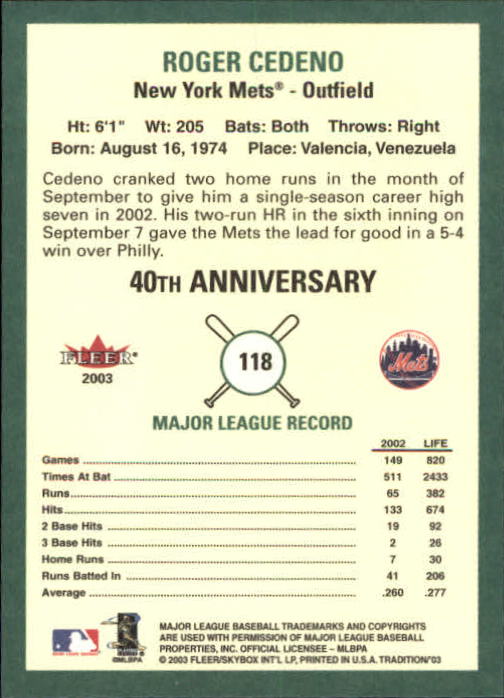 ROGER CEDENO
New York Mets® - Outfield
Ht: 6'1" Wt: 205 Bats: Both Throws: Right
Born: August 16, 1974 Place: Valencia, Venezuela
Cedeno cranked two home runs in the month of
September to give him a single-season career high
seven in 2002. His two-run HR in the sixth inning on
September 7 gave the Mets the lead for good in a 5-4
win over Philly.
40TH ANNIVERSARY
FLEER®
2003
118
Mets
MAJOR LEAGUE RECORD
2002 LIFE
Games 149 820
Times At Bat 511 2433
Runs 65 382
Hits 133 674
2 Base Hits 19 92
3 Base Hits 2 26
Home Runs 7 30
Runs Batted In 41 206
Average .260 .277
©MLBPA
MAJOR LEAGUE BASEBALL TRADEMARKS AND COPYRIGHTS
ARE USED WITH PERMISSION OF MAJOR LEAGUE BASEBALL
PROPERTIES, INC. OFFICIAL LICENSEE – MLBPA
© 2003 FLEER/SKYBOX INT'L LP, PRINTED IN U.S.A. TRADITION'03